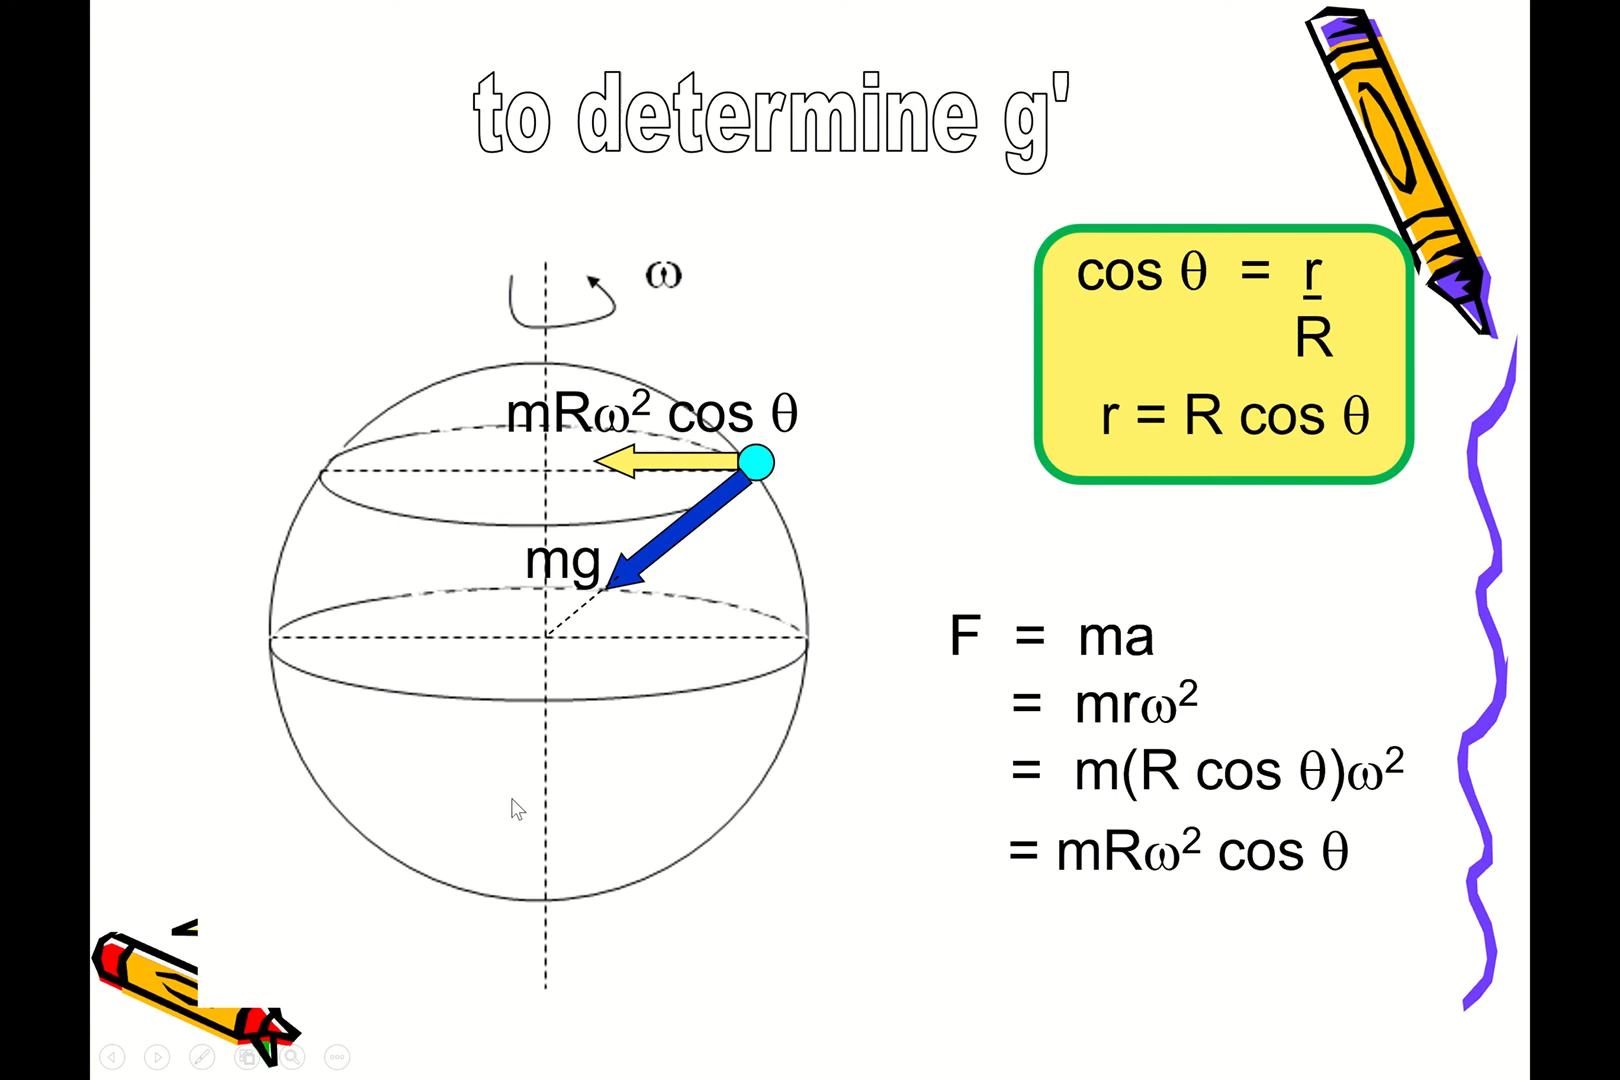 to determine g'
ω
cos θ = r
R
r = R cos θ
mRω² cos θ
mg
F = ma
= mrω²
= m(R cos θ)ω²
= mRω² cos θ